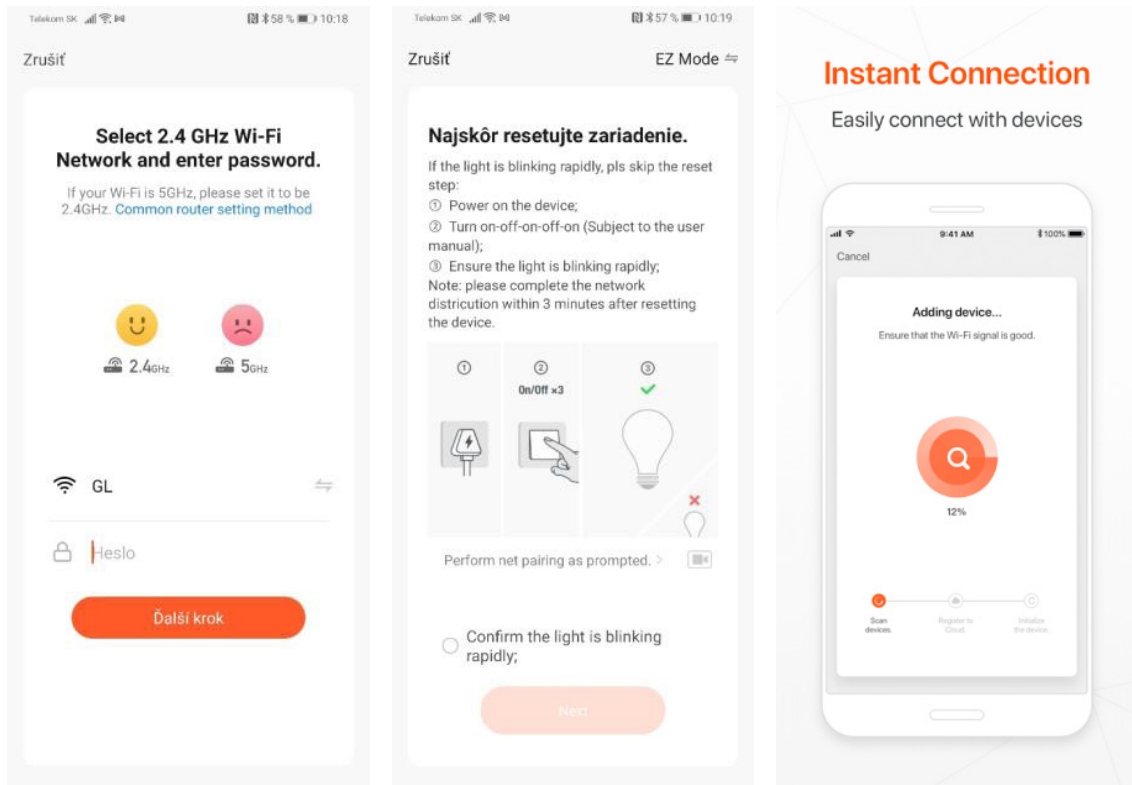 Telekom SK 58 % 10:18
Zrušiť
Select 2.4 GHz Wi-Fi
Network and enter password.
If your Wi-Fi is 5GHz, please set it to be
2.4GHz. Common router setting method
2.4GHz 5GHz
GL
Heslo
Ďalší krok
Telekom SK 57 % 10:19
Zrušiť EZ Mode
Najskôr resetujte zariadenie.
If the light is blinking rapidly, pls skip the reset
step:
① Power on the device;
② Turn on-off-on-off-on (Subject to the user
manual);
③ Ensure the light is blinking rapidly;
Note: please complete the network
districution within 3 minutes after resetting
the device.
① ② ③
On/Off ×3
Perform net pairing as prompted. >
Confirm the light is blinking
rapidly;
Next
Instant Connection
Easily connect with devices
9:41 AM 100%
Cancel
Adding device...
Ensure that the Wi-Fi signal is good.
12%
Scan Register to Initialize
devices. Cloud. the device.